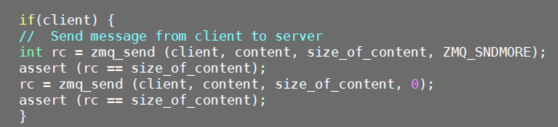 if(client) {
//  Send message from client to server
int rc = zmq_send (client, content, size_of_content, ZMQ_SNDMORE);
assert (rc == size_of_content);
rc = zmq_send (client, content, size_of_content, 0);
assert (rc == size_of_content);
}